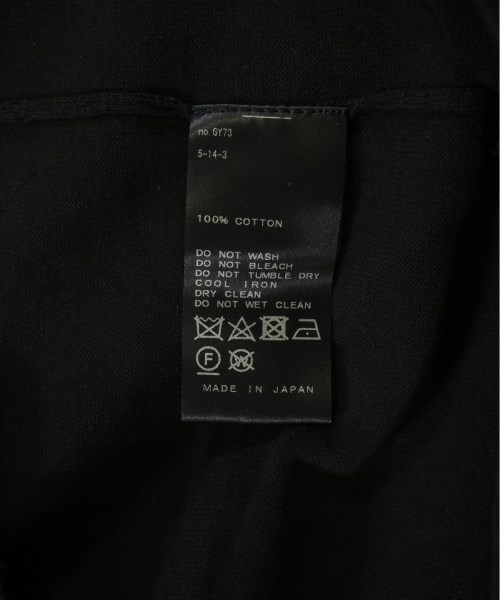 no. GY73
5-14-3
100% COTTON
DO NOT WASH
DO NOT BLEACH
DO NOT TUMBLE DRY
COOL IRON
DRY CLEAN
DO NOT WET CLEAN
F W
MADE IN JAPAN